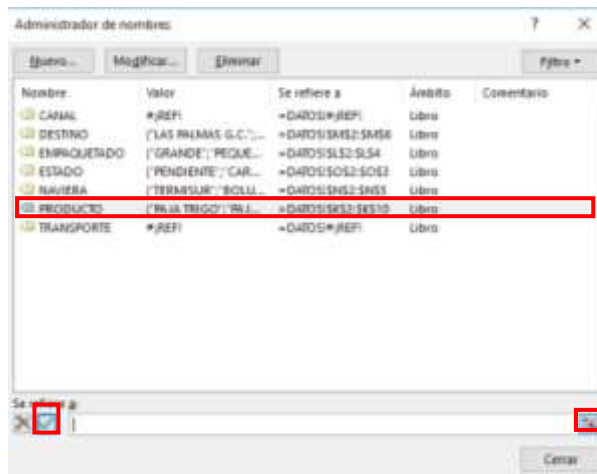 Administrador de nombres ? ×
Nuevo... Modificar... Eliminar Filtro
Nombre Valor Se refiere a Ámbito Comentario
CANAL #¡REF! =DATOS!#¡REF! Libro
DESTINO {"LAS PALMAS G.C.";... =DATOS!$M$2:$M$6 Libro
EMPAQUETADO {"GRANDE";"PEQUE... =DATOS!$L$2:$L$4 Libro
ESTADO {"PENDIENTE";"CAR... =DATOS!$O$2:$O$3 Libro
NAVIERA {"TERMISUR";"BOLU... =DATOS!$N$2:$N$5 Libro
PRODUCTO {"PAJA TRIGO";"PAJ... =DATOS!$K$2:$K$10 Libro
TRANSPORTE #¡REF! =DATOS!#¡REF! Libro
Se refiere a:
Cerrar